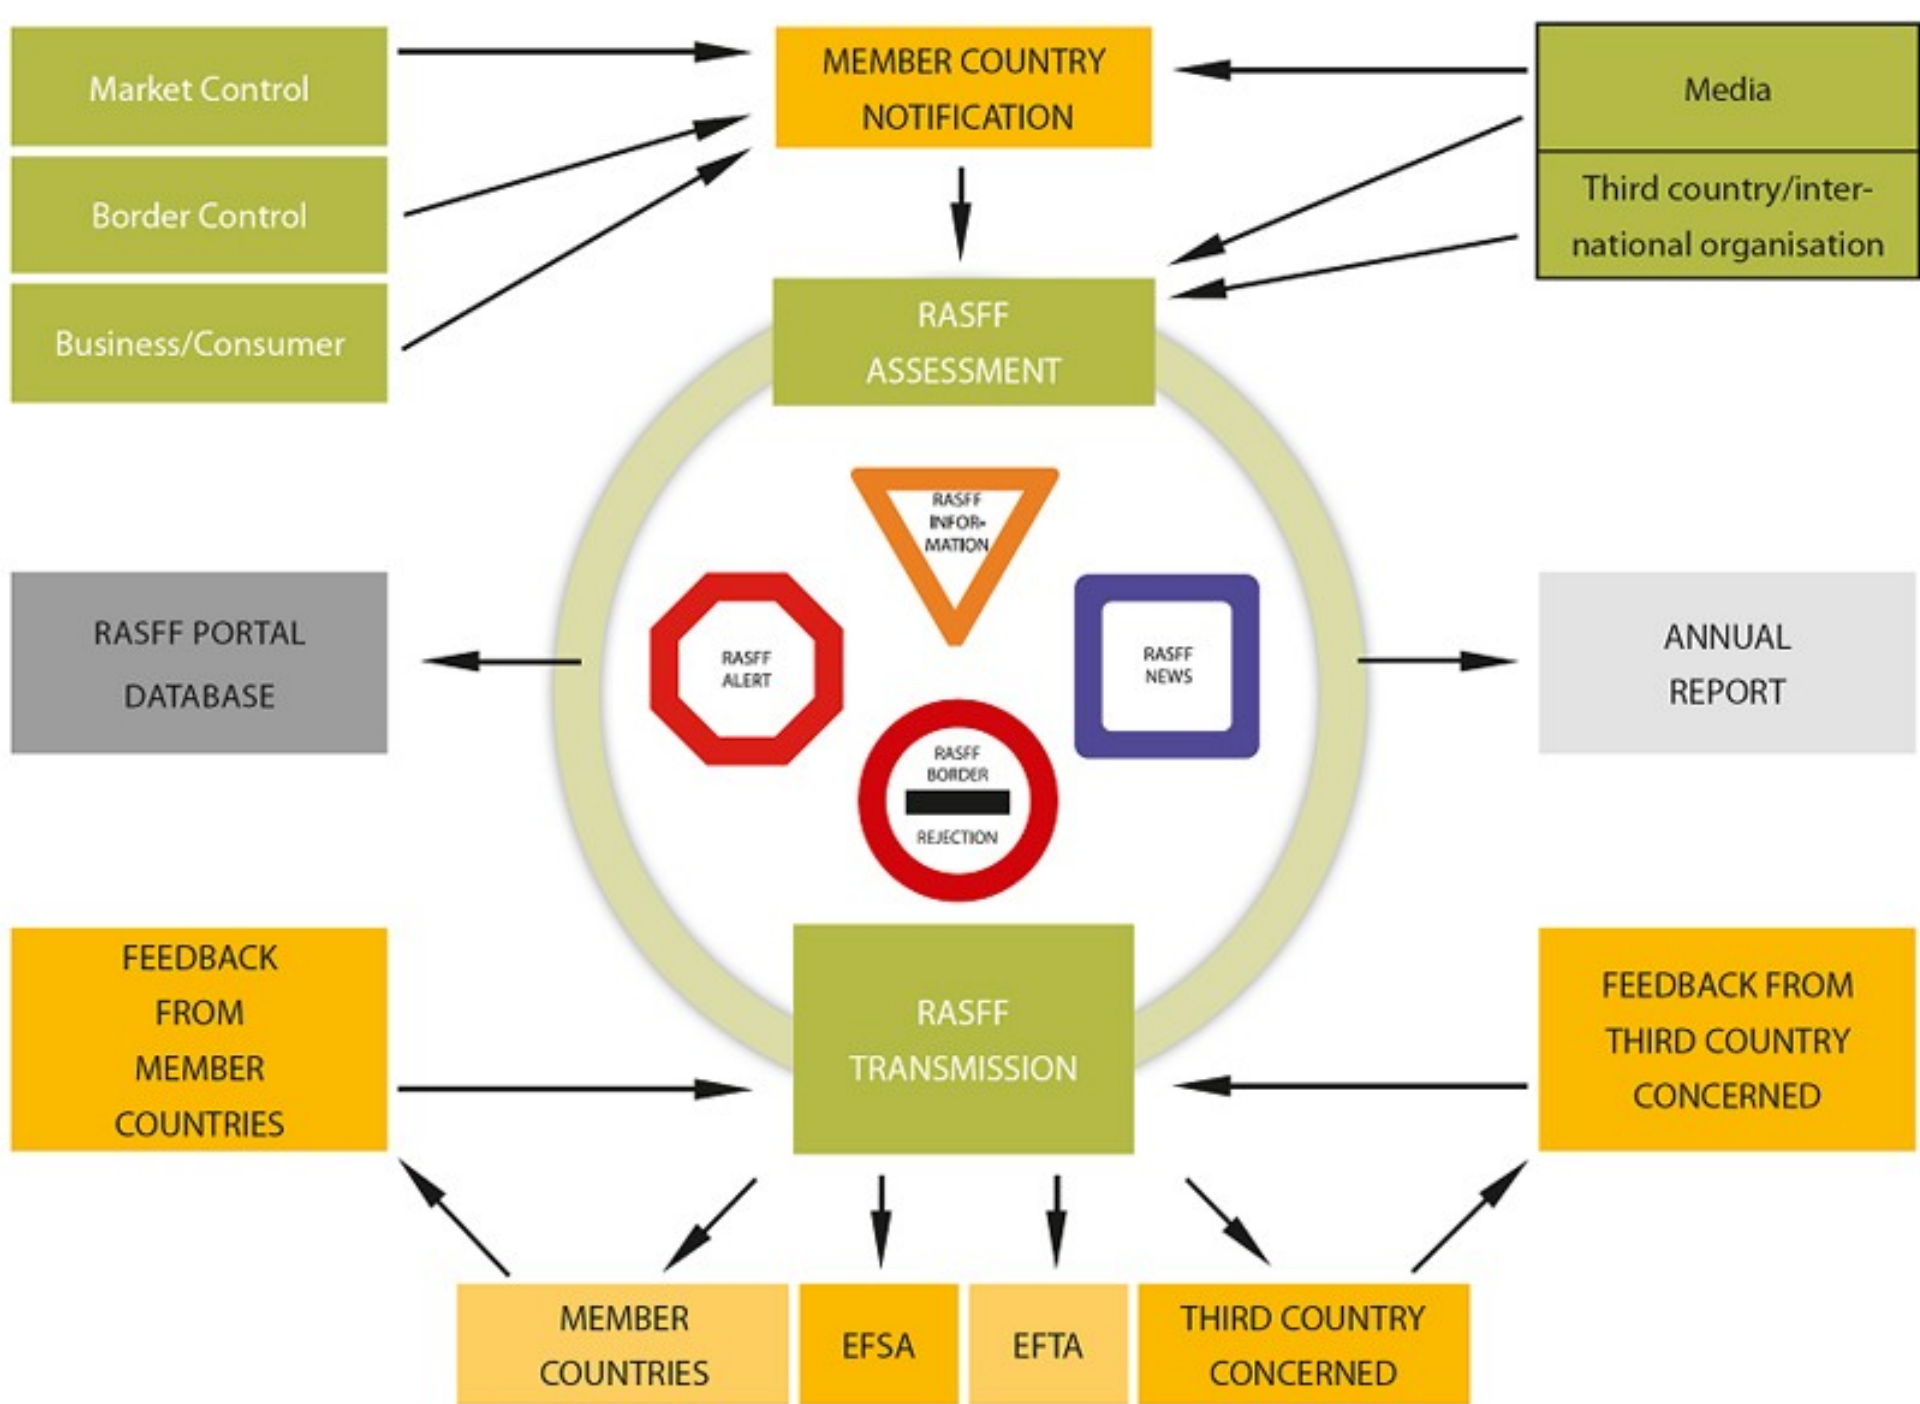 Market Control
Border Control
Business/Consumer
MEMBER COUNTRY
NOTIFICATION
Media
Third country/inter-
national organisation
RASFF
ASSESSMENT
RASFF
INFOR-
MATION
RASFF
ALERT
RASFF
NEWS
RASFF
BORDER
REJECTION
RASFF PORTAL
DATABASE
ANNUAL
REPORT
FEEDBACK
FROM
MEMBER
COUNTRIES
RASFF
TRANSMISSION
FEEDBACK FROM
THIRD COUNTRY
CONCERNED
MEMBER
COUNTRIES
EFSA
EFTA
THIRD COUNTRY
CONCERNED